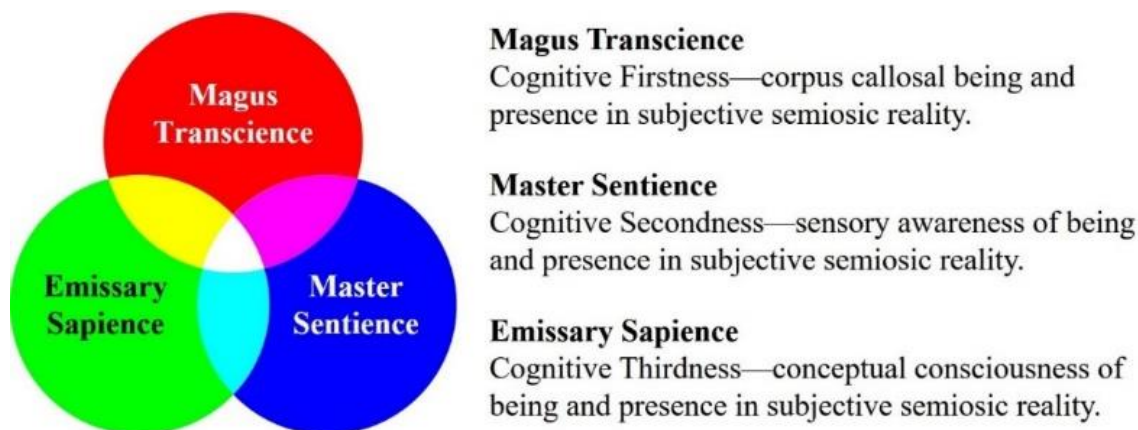 Magus
Transcience
Emissary
Sapience
Master
Sentience
Magus Transcience
Cognitive Firstness—corpus callosal being and
presence in subjective semiosic reality.
Master Sentience
Cognitive Secondness—sensory awareness of being
and presence in subjective semiosic reality.
Emissary Sapience
Cognitive Thirdness—conceptual consciousness of
being and presence in subjective semiosic reality.